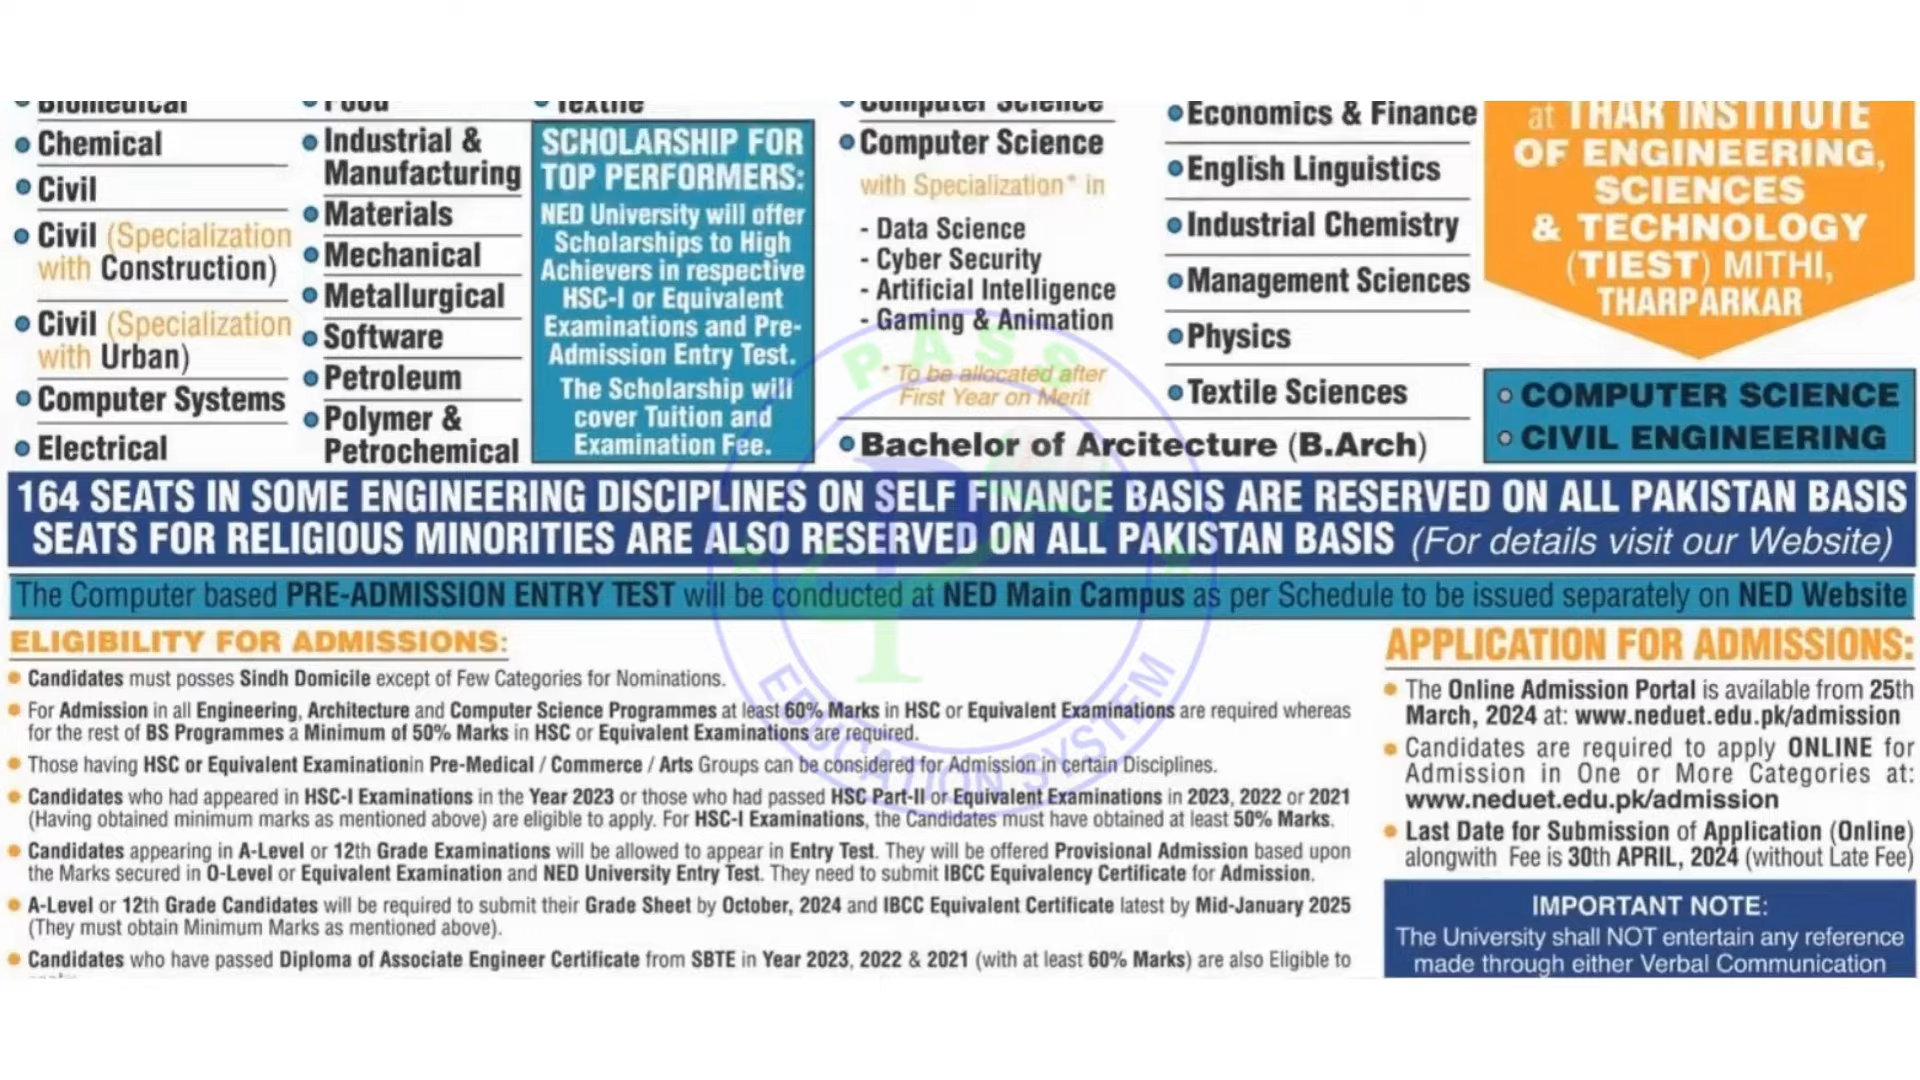 Biomedical
Chemical
Civil
Civil (Specialization
with Construction)
Civil (Specialization
with Urban)
Computer Systems
Electrical
Food
Industrial &
Manufacturing
Materials
Mechanical
Metallurgical
Software
Petroleum
Polymer &
Petrochemical
Textile
SCHOLARSHIP FOR
TOP PERFORMERS:
NED University will offer
Scholarships to High
Achievers in respective
HSC-I or Equivalent
Examinations and Pre-
Admission Entry Test.
The Scholarship will
cover Tuition and
Examination Fee.
Computer Science
Computer Science
with Specialization* in
- Data Science
- Cyber Security
- Artificial Intelligence
- Gaming & Animation
* To be allocated after
First Year on Merit
Bachelor of Arcitecture (B.Arch)
Economics & Finance
English Linguistics
Industrial Chemistry
Management Sciences
Physics
Textile Sciences
at THAR INSTITUTE
OF ENGINEERING,
SCIENCES
& TECHNOLOGY
(TIEST) MITHI,
THARPARKAR
COMPUTER SCIENCE
CIVIL ENGINEERING
164 SEATS IN SOME ENGINEERING DISCIPLINES ON SELF FINANCE BASIS ARE RESERVED ON ALL PAKISTAN BASIS
SEATS FOR RELIGIOUS MINORITIES ARE ALSO RESERVED ON ALL PAKISTAN BASIS (For details visit our Website)
The Computer based PRE-ADMISSION ENTRY TEST will be conducted at NED Main Campus as per Schedule to be issued separately on NED Website
ELIGIBILITY FOR ADMISSIONS:
Candidates must posses Sindh Domicile except of Few Categories for Nominations.
For Admission in all Engineering, Architecture and Computer Science Programmes at least 60% Marks in HSC or Equivalent Examinations are required whereas
for the rest of BS Programmes a Minimum of 50% Marks in HSC or Equivalent Examinations are required.
Those having HSC or Equivalent Examinationin Pre-Medical / Commerce / Arts Groups can be considered for Admission in certain Disciplines.
Candidates who had appeared in HSC-I Examinations in the Year 2023 or those who had passed HSC Part-II or Equivalent Examinations in 2023, 2022 or 2021
(Having obtained minimum marks as mentioned above) are eligible to apply. For HSC-I Examinations, the Candidates must have obtained at least 50% Marks.
Candidates appearing in A-Level or 12th Grade Examinations will be allowed to appear in Entry Test. They will be offered Provisional Admission based upon
the Marks secured in O-Level or Equivalent Examination and NED University Entry Test. They need to submit IBCC Equivalency Certificate for Admission.
A-Level or 12th Grade Candidates will be required to submit their Grade Sheet by October, 2024 and IBCC Equivalent Certificate latest by Mid-January 2025
(They must obtain Minimum Marks as mentioned above).
Candidates who have passed Diploma of Associate Engineer Certificate from SBTE in Year 2023, 2022 & 2021 (with at least 60% Marks) are also Eligible to
APPLICATION FOR ADMISSIONS:
The Online Admission Portal is available from 25th
March, 2024 at: www.neduet.edu.pk/admission
Candidates are required to apply ONLINE for
Admission in One or More Categories at:
www.neduet.edu.pk/admission
Last Date for Submission of Application (Online)
alongwith Fee is 30th APRIL, 2024 (without Late Fee)
IMPORTANT NOTE:
The University shall NOT entertain any reference
made through either Verbal Communication
PASS
EDUCATION SYSTEM